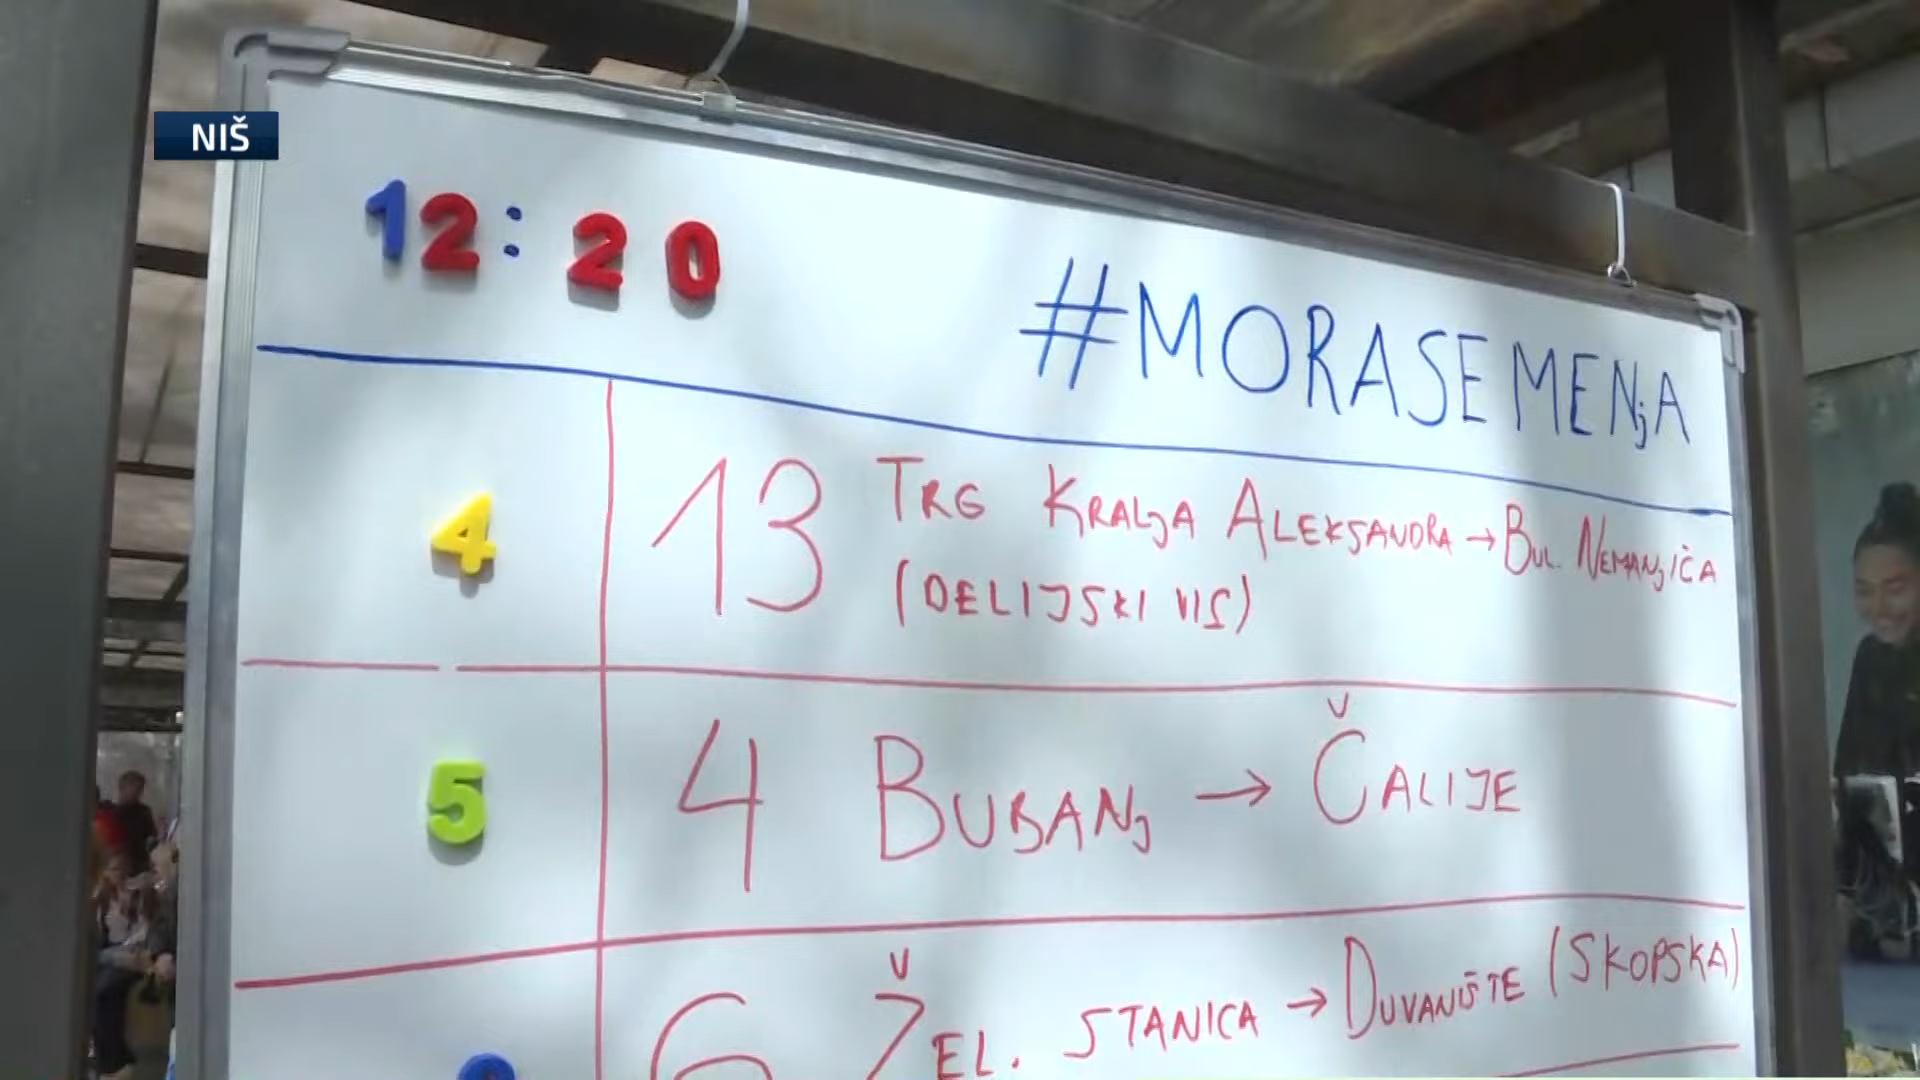 NIŠ
12:20
#MORASEMENjA
4 13 TRG KRALjA ALEKSANDRA → BUL. NEMANjIĆA
(DELIJSKI VIS)
5 4 BUBANj → ČALIJE
6 ŽEL. STANICA → DUVANIŠTE (SKOPSKA)